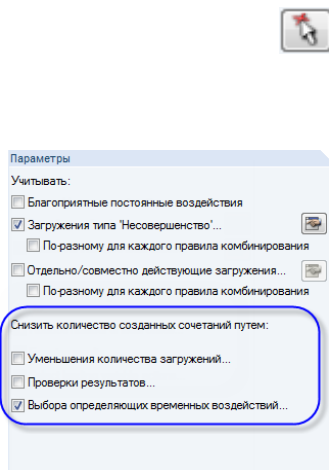 Параметры
Учитывать:
Благоприятные постоянные воздействия
Загружения типа "Несовершенство"...
По-разному для каждого правила комбинирования
Отдельно/совместно действующие загружения...
По-разному для каждого правила комбинирования
Снизить количество созданных сочетаний путем:
Уменьшения количества загружений...
Проверки результатов...
Выбора определяющих временных воздействий...